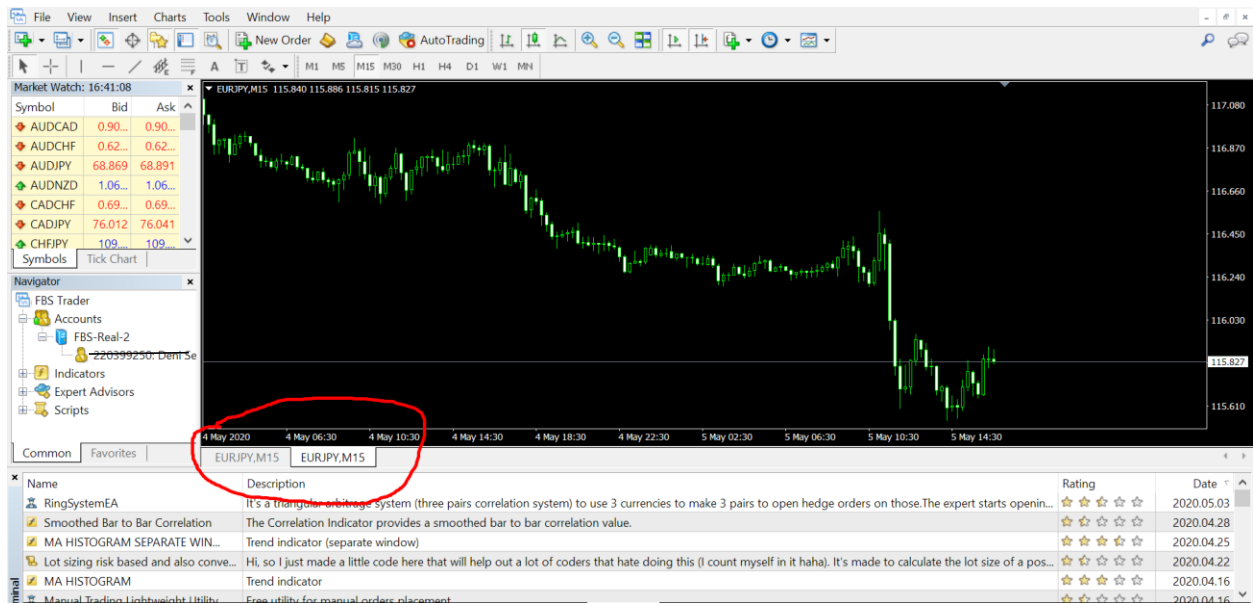 File View Insert Charts Tools Window Help
New Order AutoTrading
A T M1 M5 M15 M30 H1 H4 D1 W1 MN
Market Watch: 16:41:08
Symbol Bid Ask
AUDCAD 0.90... 0.90...
AUDCHF 0.62... 0.62...
AUDJPY 68.869 68.891
AUDNZD 1.06... 1.06...
CADCHF 0.69... 0.69...
CADJPY 76.012 76.041
CHFJPY 109.... 109....
Symbols Tick Chart
Navigator
FBS Trader
Accounts
FBS-Real-2
Indicators
Expert Advisors
Scripts
Common Favorites
EURJPY,M15 115.840 115.886 115.815 115.827
117.080
116.870
116.660
116.450
116.240
116.030
115.827
115.610
4 May 2020 4 May 06:30 4 May 10:30 4 May 14:30 4 May 18:30 4 May 22:30 5 May 02:30 5 May 06:30 5 May 10:30 5 May 14:30
EURJPY,M15 EURJPY,M15
Name Description Rating Date
RingSystemEA It's a triangular arbitrage system (three pairs correlation system) to use 3 currencies to make 3 pairs to open hedge orders on those.The expert starts openin... 2020.05.03
Smoothed Bar to Bar Correlation The Correlation Indicator provides a smoothed bar to bar correlation value. 2020.04.28
MA HISTOGRAM SEPARATE WIN... Trend indicator (separate window) 2020.04.25
Lot sizing risk based and also conve... Hi, so I just made a little code here that will help out a lot of coders that hate doing this (I count myself in it haha). It's made to calculate the lot size of a pos... 2020.04.22
MA HISTOGRAM Trend indicator 2020.04.16
Manual Trading Lightweight Utility Free utility for manual orders placement 2020.04.16